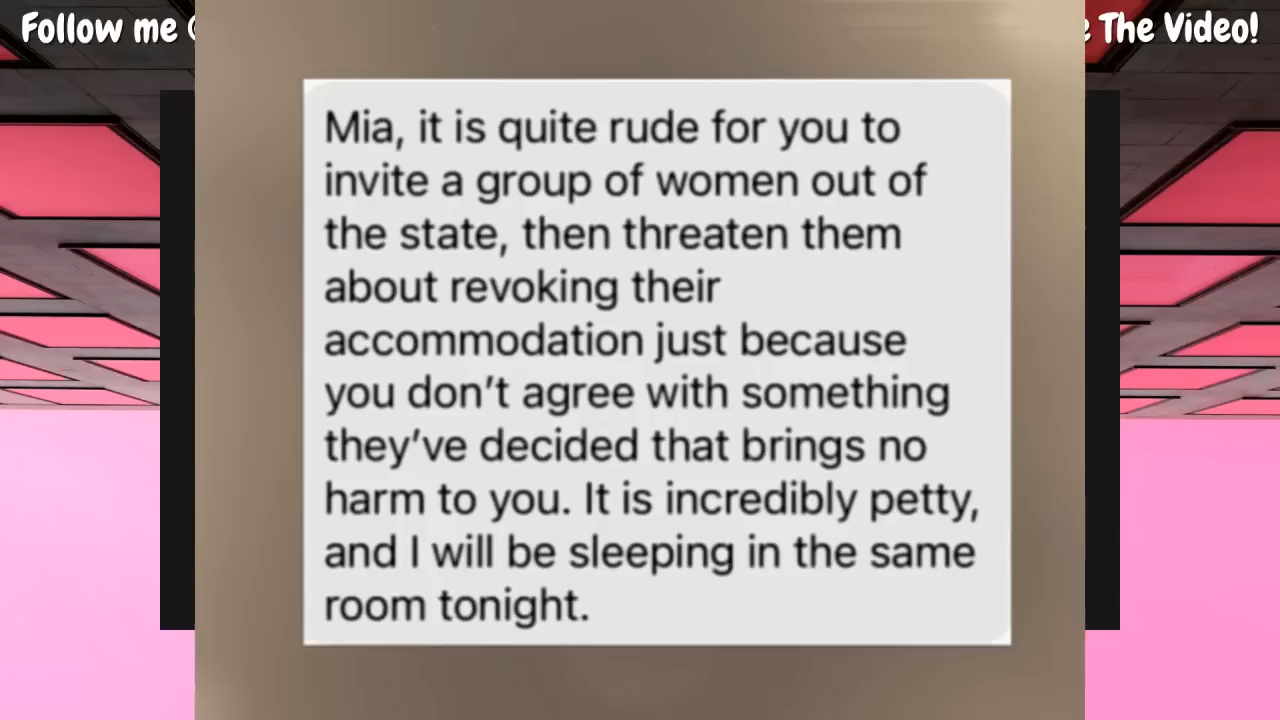 Follow me @
e The Video!
Mia, it is quite rude for you to
invite a group of women out of
the state, then threaten them
about revoking their
accommodation just because
you don’t agree with something
they’ve decided that brings no
harm to you. It is incredibly petty,
and I will be sleeping in the same
room tonight.